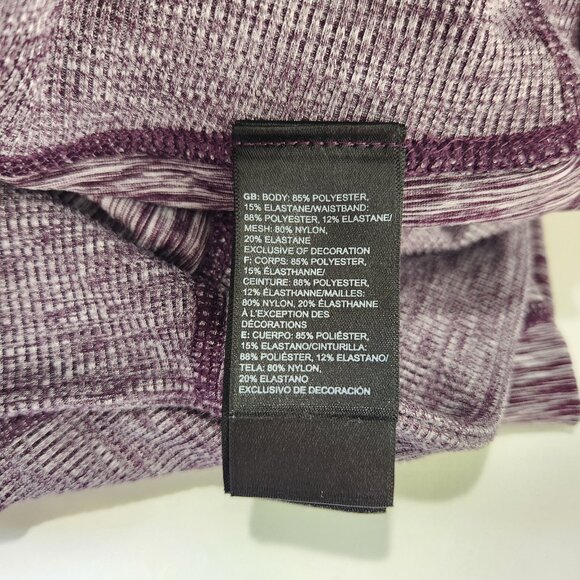 GB: BODY: 85% POLYESTER,
15% ELASTANE/WAISTBAND:
88% POLYESTER, 12% ELASTANE/
MESH: 80% NYLON,
20% ELASTANE
EXCLUSIVE OF DECORATION
F: CORPS: 85% POLYESTER,
15% ÉLASTHANNE/
CEINTURE: 88% POLYESTER,
12% ÉLASTHANNE/MAILLES:
80% NYLON, 20% ÉLASTHANNE
À L'EXCEPTION DES
DÉCORATIONS
E: CUERPO: 85% POLIÉSTER,
15% ELASTANO/CINTURILLA:
88% POLIÉSTER, 12% ELASTANO/
TELA: 80% NYLON,
20% ELASTANO
EXCLUSIVO DE DECORACIÓN